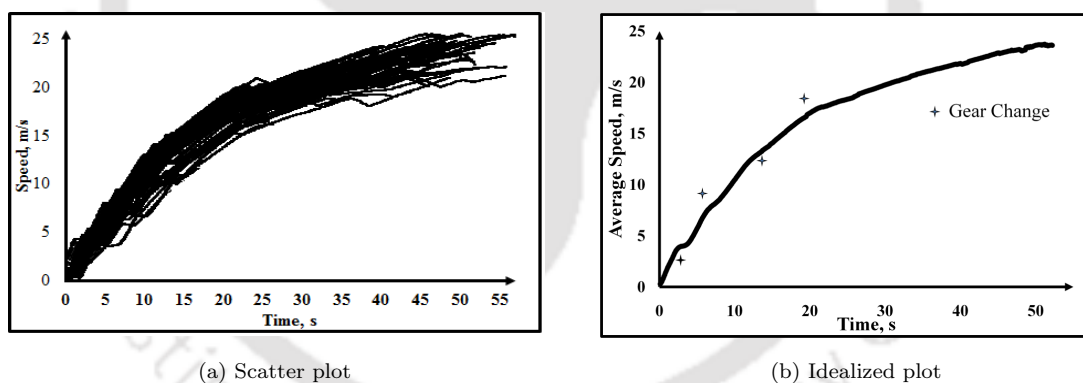 25
20
15
10
5
0
Speed, m/s
0 5 10 15 20 25 30 35 40 45 50 55
Time, s
(a) Scatter plot
25
20
15
10
5
0
Average Speed, m/s
Gear Change
0 10 20 30 40 50
Time, s
(b) Idealized plot